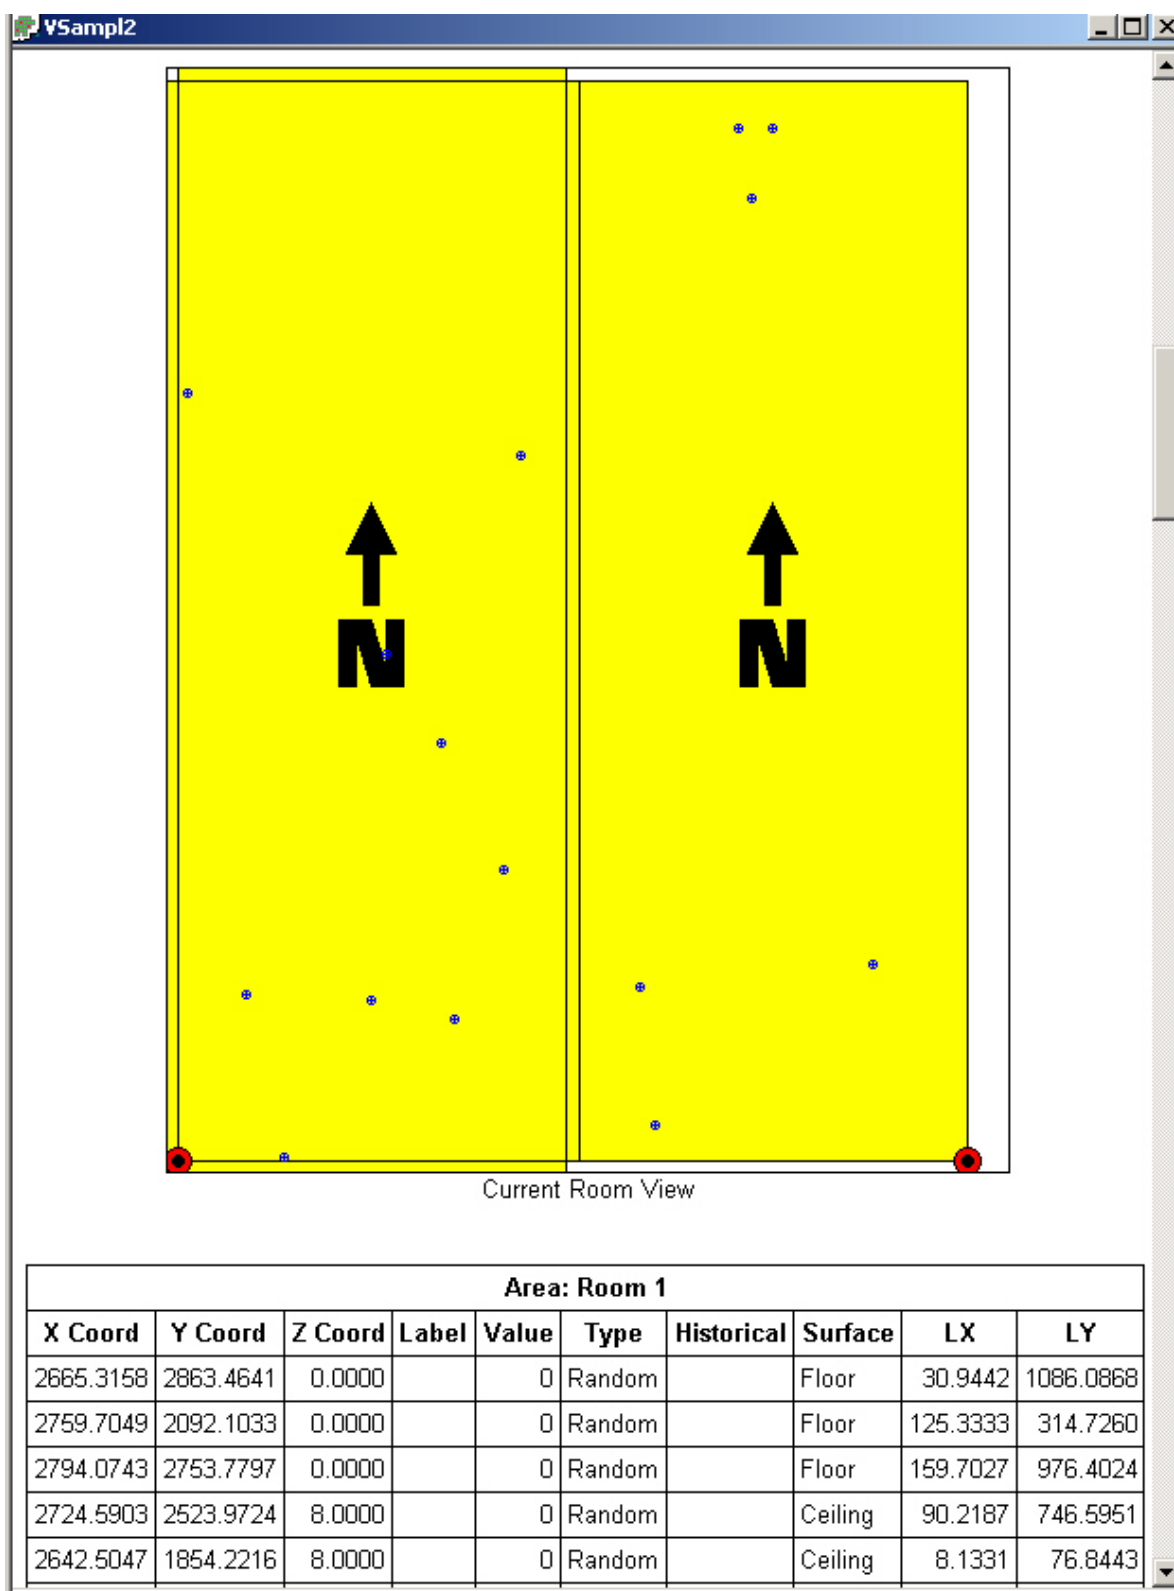 VSampl2
N N
Current Room View
Area: Room 1
X Coord Y Coord Z Coord Label Value Type Historical Surface LX LY
2665.3158 2863.4641 0.0000 0 Random Floor 30.9442 1086.0868
2759.7049 2092.1033 0.0000 0 Random Floor 125.3333 314.7260
2794.0743 2753.7797 0.0000 0 Random Floor 159.7027 976.4024
2724.5903 2523.9724 8.0000 0 Random Ceiling 90.2187 746.5951
2642.5047 1854.2216 8.0000 0 Random Ceiling 8.1331 76.8443